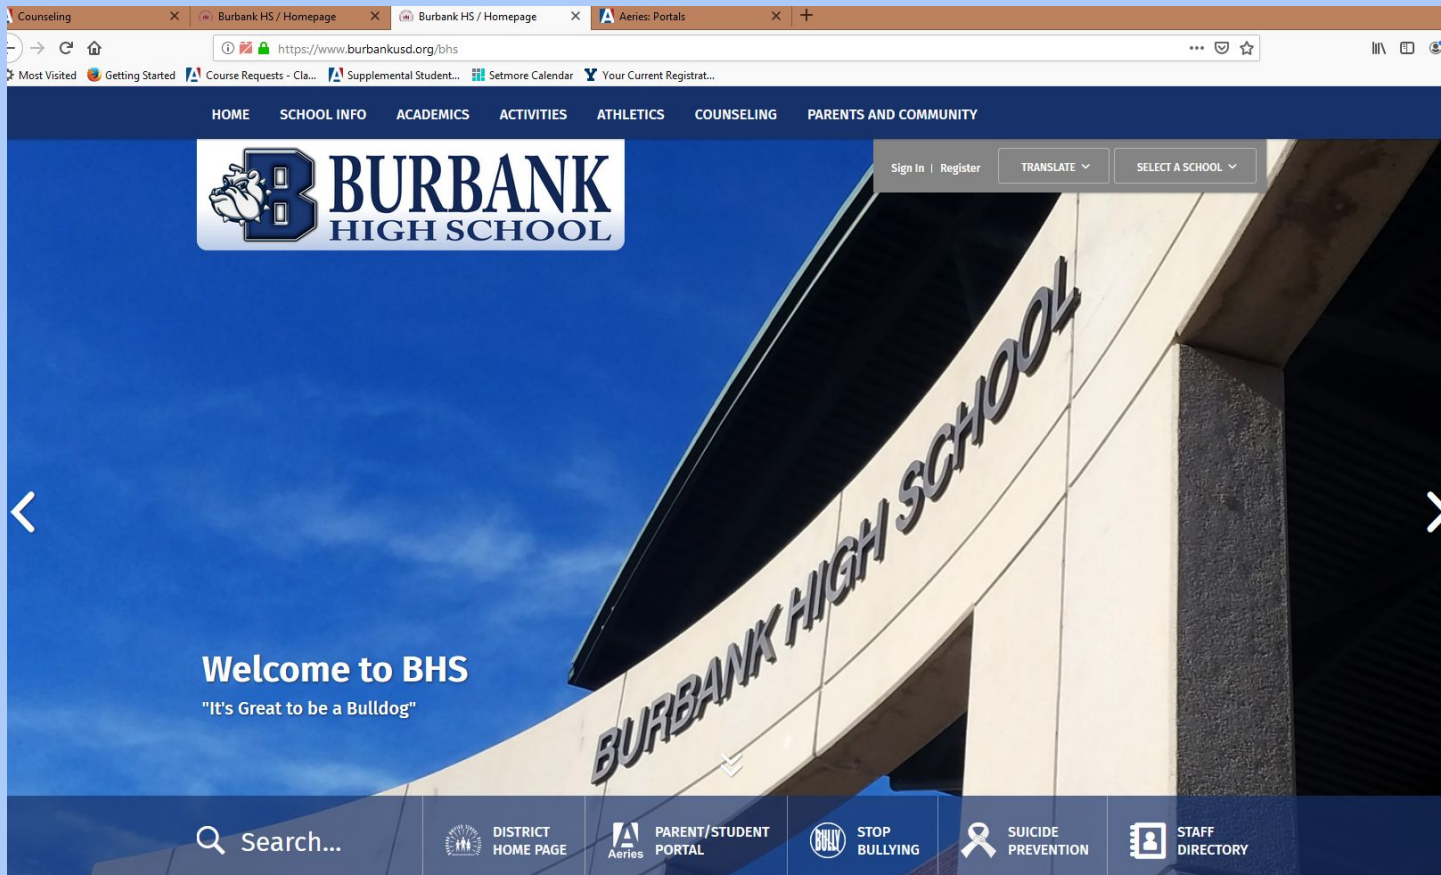 Counseling
Burbank HS / Homepage
Burbank HS / Homepage
Aeries: Portals
https://www.burbankusd.org/bhs
Most Visited Getting Started Course Requests - Cla... Supplemental Student... Setmore Calendar Your Current Registrat...
HOME SCHOOL INFO ACADEMICS ACTIVITIES ATHLETICS COUNSELING PARENTS AND COMMUNITY
B BURBANK
HIGH SCHOOL
Sign In | Register TRANSLATE SELECT A SCHOOL
BURBANK HIGH SCHOOL
Welcome to BHS
"It's Great to be a Bulldog"
Search...
DISTRICT
HOME PAGE
Aeries
PARENT/STUDENT
PORTAL
BULLY
STOP
BULLYING
SUICIDE
PREVENTION
STAFF
DIRECTORY